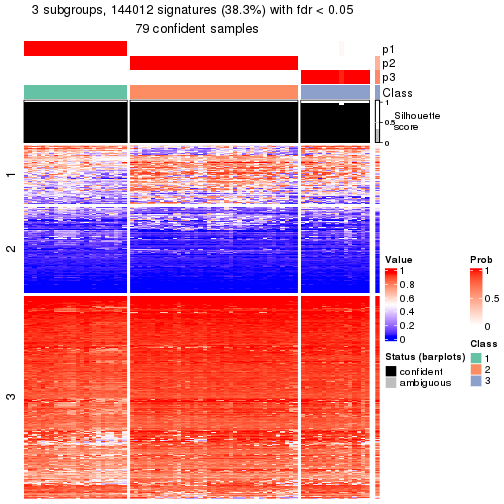 3 subgroups, 144012 signatures (38.3%) with fdr < 0.05
79 confident samples
p1
p2
p3
Class
1
0.5
0
Silhouette
score
1
2
3
Value
1
0.8
0.6
0.4
0.2
0
Prob
1
0.5
0
Status (barplots)
confident
ambiguous
Class
1
2
3